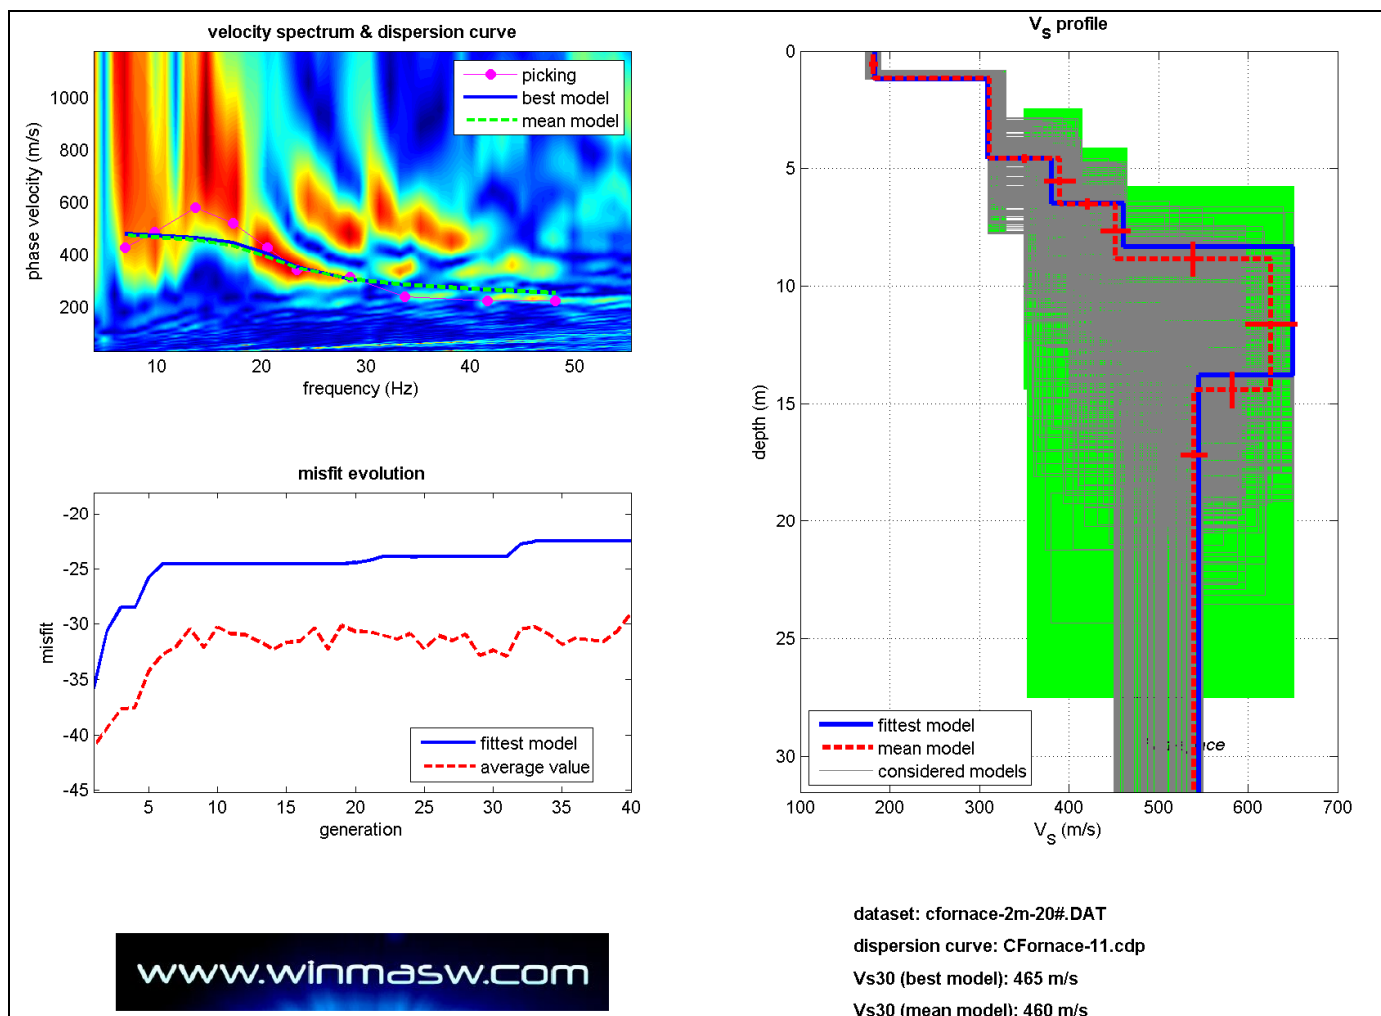 velocity spectrum & dispersion curve
picking
best model
mean model
1000
800
600
400
200
phase velocity (m/s)
10
20
30
40
50
frequency (Hz)
misfit evolution
-20
-25
-30
-35
-40
-45
misfit
fittest model
average value
5
10
15
20
25
30
35
40
generation
www.winmasw.com
VS profile
0
5
10
15
20
25
30
depth (m)
fittest model
mean model
considered models
100
200
300
400
500
600
700
VS (m/s)
dataset: cfornace-2m-20#.DAT
dispersion curve: CFornace-11.cdp
Vs30 (best model): 465 m/s
Vs30 (mean model): 460 m/s